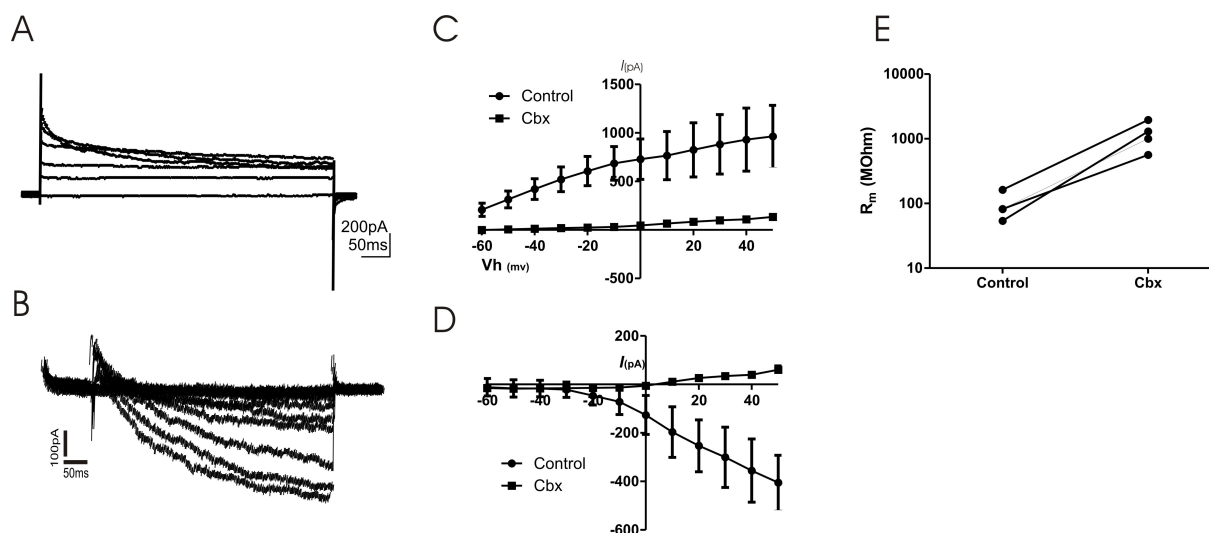 A
200pA
50ms
B
100pA
50ms
C
I(pA)
1500
1000
500
-500
Control
Cbx
-60 -40 -20 20 40
Vh (mv)
D
200
I(pA)
-60 -40 -20 20 40
-200
-400
-600
Control
Cbx
E
10000
1000
100
10
Rm (MOhm)
Control Cbx